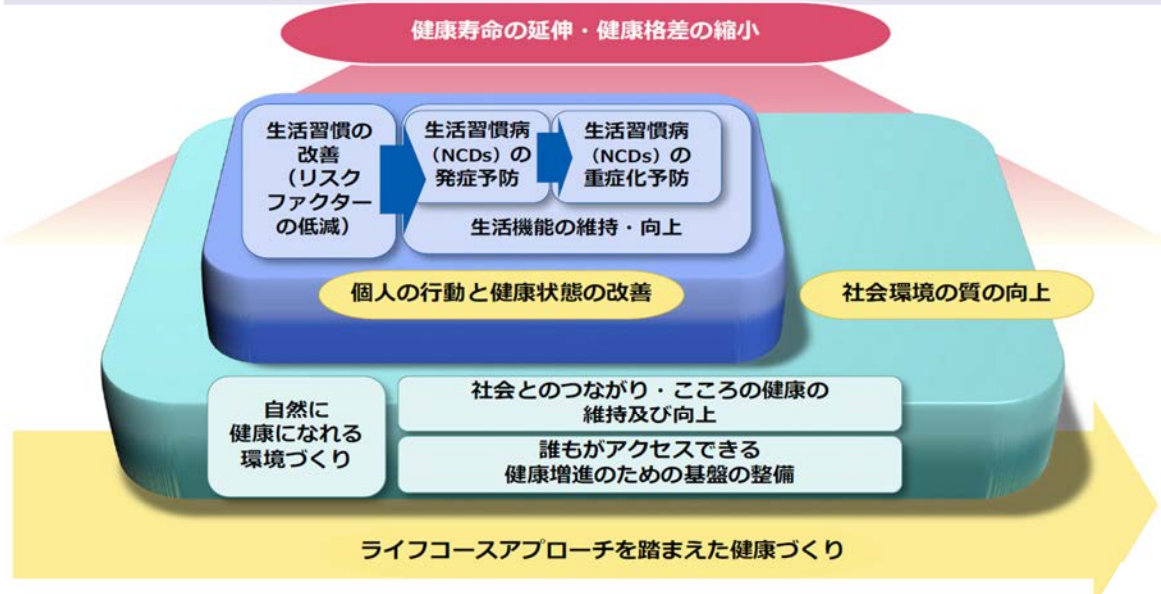 健康寿命の延伸・健康格差の縮小
生活習慣の
改善
（リスク
ファクター
の低減）
生活習慣病
（NCDs）の
発症予防
生活習慣病
（NCDs）の
重症化予防
生活機能の維持・向上
個人の行動と健康状態の改善
社会環境の質の向上
自然に
健康になれる
環境づくり
社会とのつながり・こころの健康の
維持及び向上
誰もがアクセスできる
健康増進のための基盤の整備
ライフコースアプローチを踏まえた健康づくり